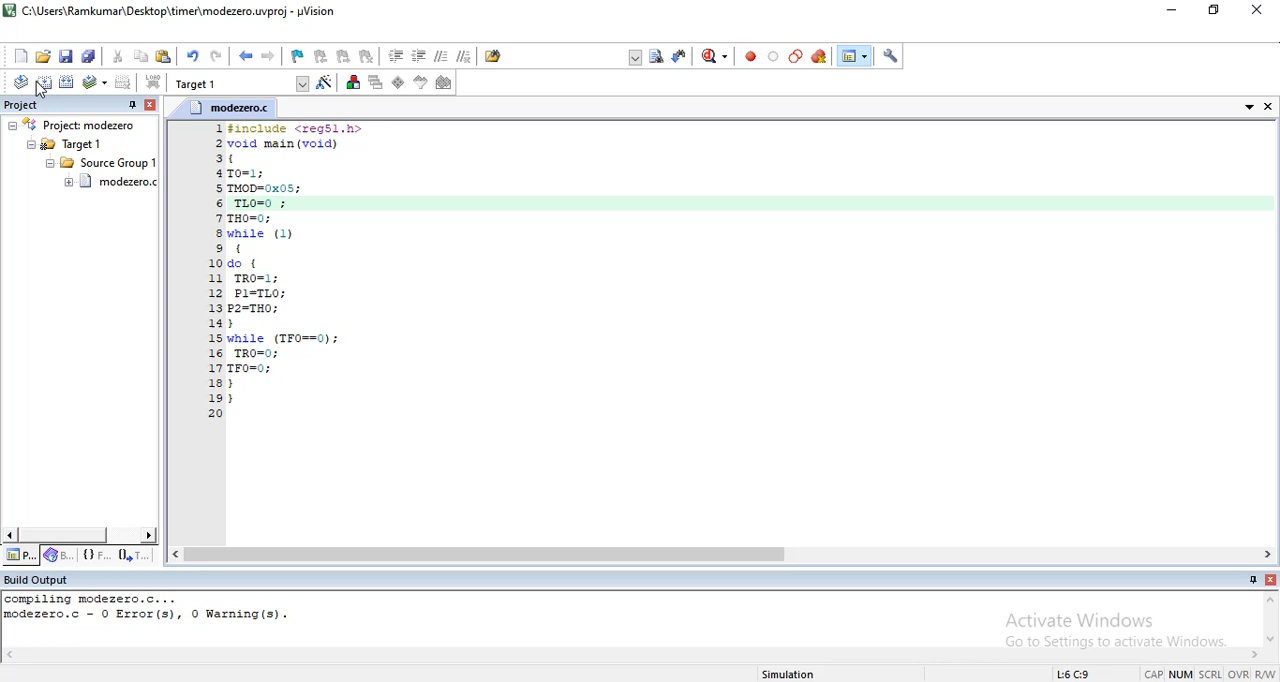 C:\Users\Ramkumar\Desktop\timer\modezero.uvproj - µVision
LOAD
Target 1
Project
modezero.c
Project: modezero
Target 1
Source Group 1
modezero.c
1 #include <reg51.h>
2 void main(void)
3 {
4 T0=1;
5 TMOD=0x05;
6 TL0=0 ;
7 TH0=0;
8 while (1)
9 {
10 do {
11 TR0=1;
12 P1=TL0;
13 P2=TH0;
14 }
15 while (TF0==0);
16 TR0=0;
17 TF0=0;
18 }
19 }
20
P... B... {} F... T...
Build Output
compiling modezero.c...
modezero.c - 0 Error(s), 0 Warning(s).
Activate Windows
Go to Settings to activate Windows.
Simulation L:6 C:9 CAP NUM SCRL OVR R/W